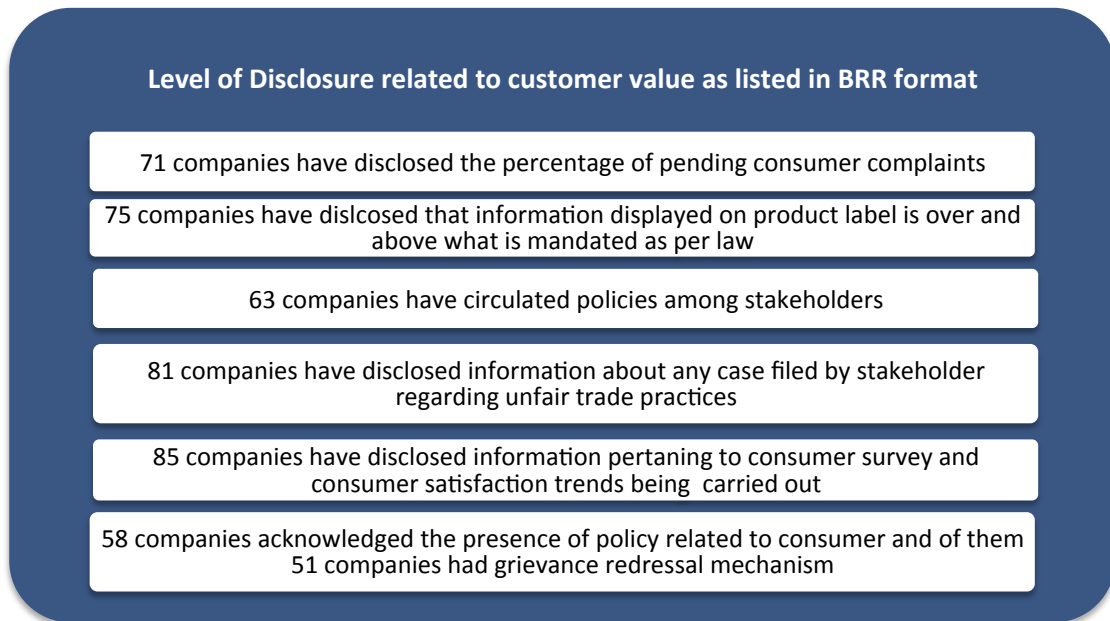 Level of Disclosure related to customer value as listed in BRR format
71 companies have disclosed the percentage of pending consumer complaints
75 companies have dislcosed that information displayed on product label is over and
above what is mandated as per law
63 companies have circulated policies among stakeholders
81 companies have disclosed information about any case filed by stakeholder
regarding unfair trade practices
85 companies have disclosed information pertaning to consumer survey and
consumer satisfaction trends being carried out
58 companies acknowledged the presence of policy related to consumer and of them
51 companies had grievance redressal mechanism